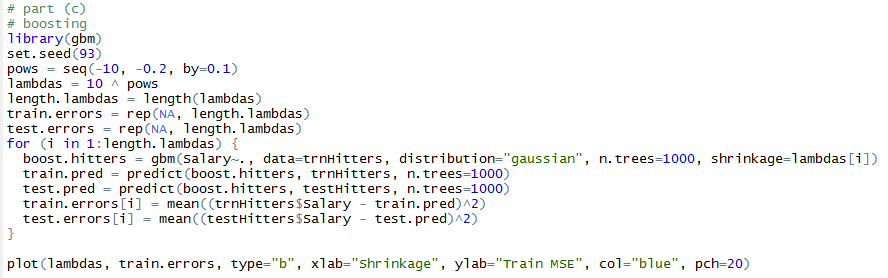 # part (c)
# boosting
library(gbm)
set.seed(93)
pows = seq(-10, -0.2, by=0.1)
lambdas = 10 ^ pows
length.lambdas = length(lambdas)
train.errors = rep(NA, length.lambdas)
test.errors = rep(NA, length.lambdas)
for (i in 1:length.lambdas) {
  boost.hitters = gbm(Salary~., data=trnHitters, distribution="gaussian", n.trees=1000, shrinkage=lambdas[i])
  train.pred = predict(boost.hitters, trnHitters, n.trees=1000)
  test.pred = predict(boost.hitters, testHitters, n.trees=1000)
  train.errors[i] = mean((trnHitters$Salary - train.pred)^2)
  test.errors[i] = mean((testHitters$Salary - test.pred)^2)
}
plot(lambdas, train.errors, type="b", xlab="Shrinkage", ylab="Train MSE", col="blue", pch=20)